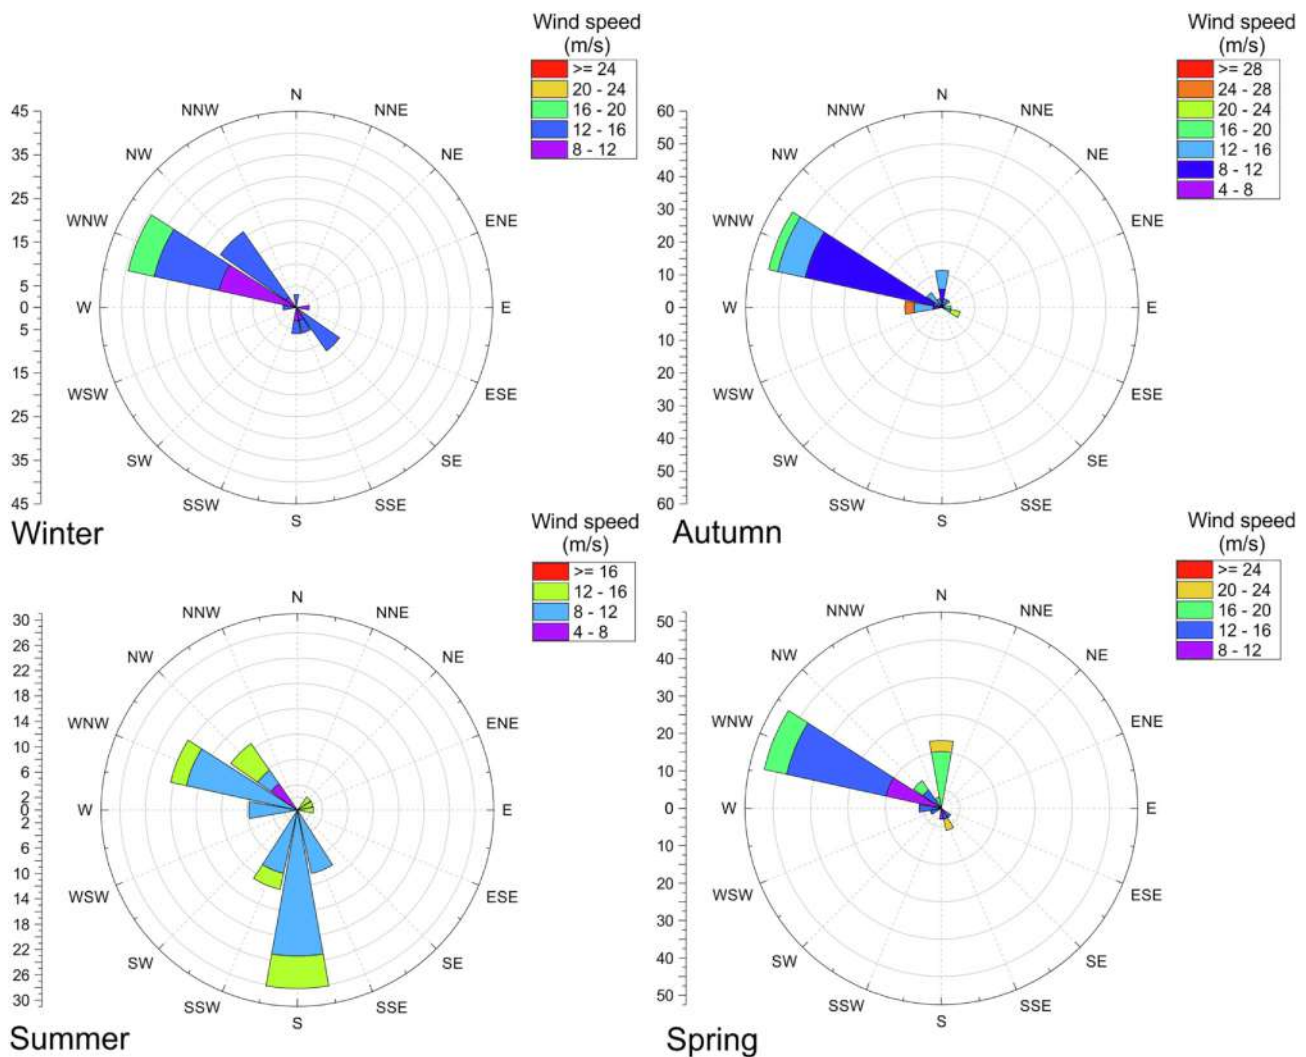 Wind speed
(m/s)
>= 24
20 - 24
16 - 20
12 - 16
8 - 12
45
35
25
15
5
0
5
15
25
35
45
N
NNE
NE
ENE
E
ESE
SE
SSE
S
SSW
SW
WSW
W
WNW
NW
NNW
Winter
Wind speed
(m/s)
>= 28
24 - 28
20 - 24
16 - 20
12 - 16
8 - 12
4 - 8
60
50
40
30
20
10
0
10
20
30
40
50
60
N
NNE
NE
ENE
E
ESE
SE
SSE
S
SSW
SW
WSW
W
WNW
NW
NNW
Autumn
Wind speed
(m/s)
>= 16
12 - 16
8 - 12
4 - 8
30
26
24
20
18
14
10
6
2
0
2
6
10
14
18
22
24
26
30
N
NNE
NE
ENE
E
ESE
SE
SSE
S
SSW
SW
WSW
W
WNW
NW
NNW
Summer
Wind speed
(m/s)
>= 24
20 - 24
16 - 20
12 - 16
8 - 12
50
45
35
30
20
10
0
10
20
30
40
50
N
NNE
NE
ENE
E
ESE
SE
SSE
S
SSW
SW
WSW
W
WNW
NW
NNW
Spring